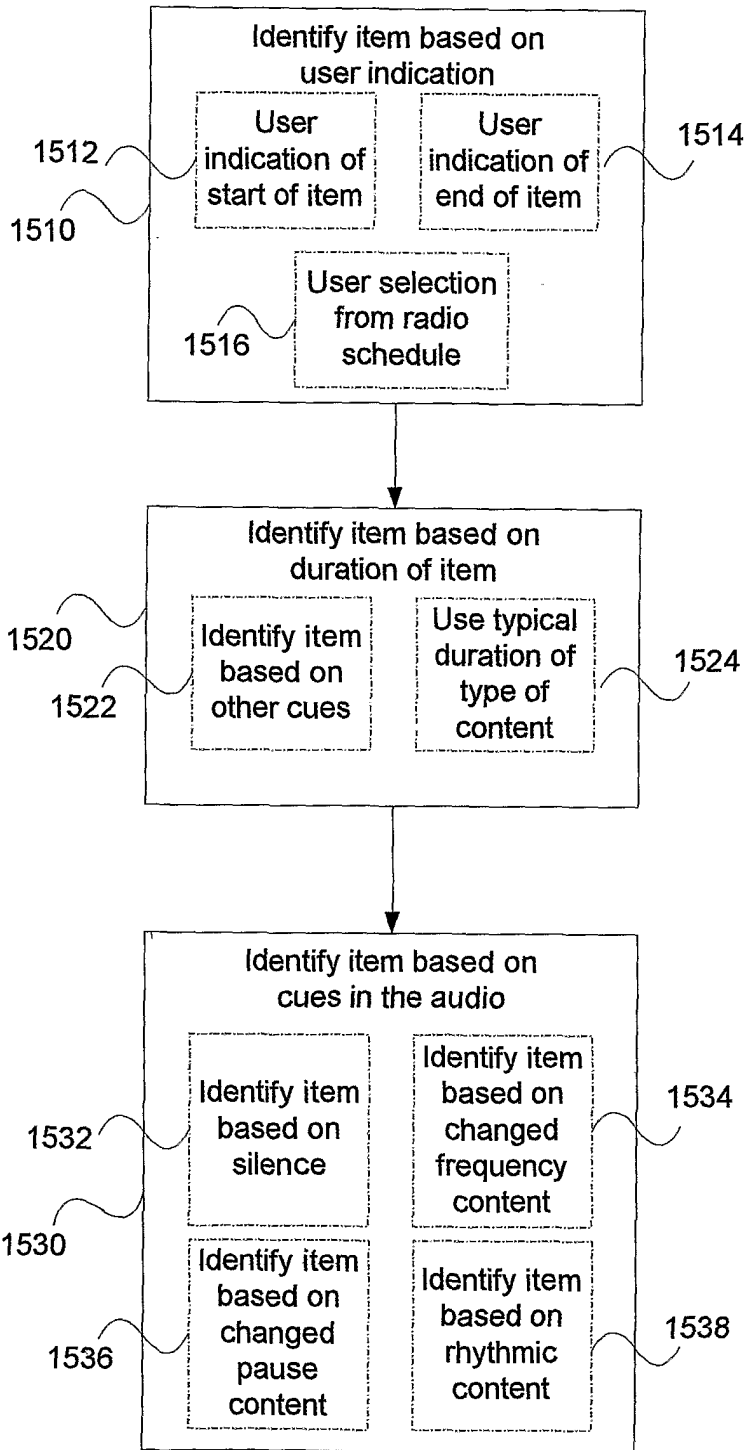 Identify item based on
user indication
User
indication of
start of item
User
indication of
end of item
1512
1514
1510
User selection
from radio
schedule
1516
Identify item based on
duration of item
1520
Identify item
based on
other cues
Use typical
duration of
type of
content
1522
1524
Identify item based on
cues in the audio
Identify item
based on
silence
Identify item
based on
changed
frequency
content
1532
1534
1530
Identify item
based on
changed
pause
content
Identify item
based on
rhythmic
content
1536
1538